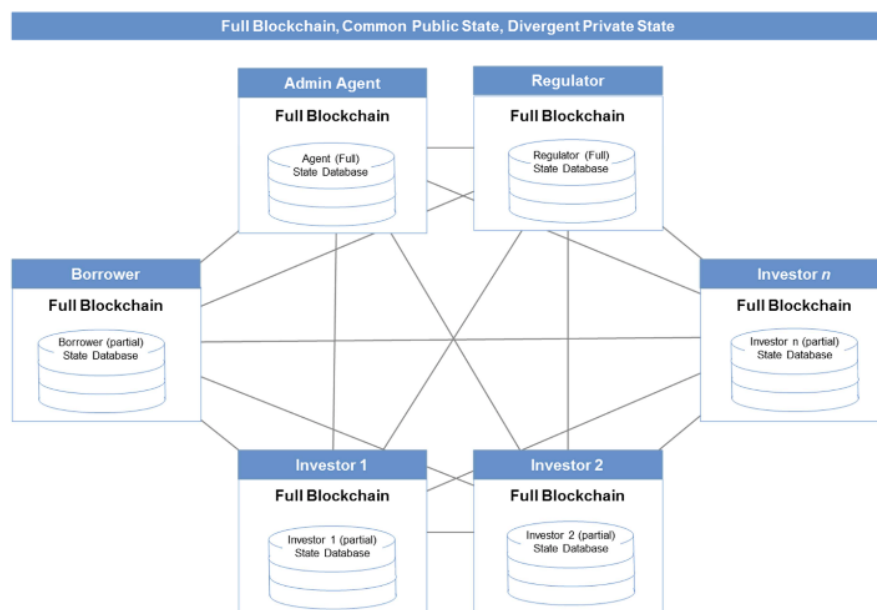 Full Blockchain, Common Public State, Divergent Private State
Admin Agent
Full Blockchain
Agent (Full)
State Database
Regulator
Full Blockchain
Regulator (Full)
State Database
Borrower
Full Blockchain
Borrower (partial)
State Database
Investor n
Full Blockchain
Investor n (partial)
State Database
Investor 1
Full Blockchain
Investor 1 (partial)
State Database
Investor 2
Full Blockchain
Investor 2 (partial)
State Database